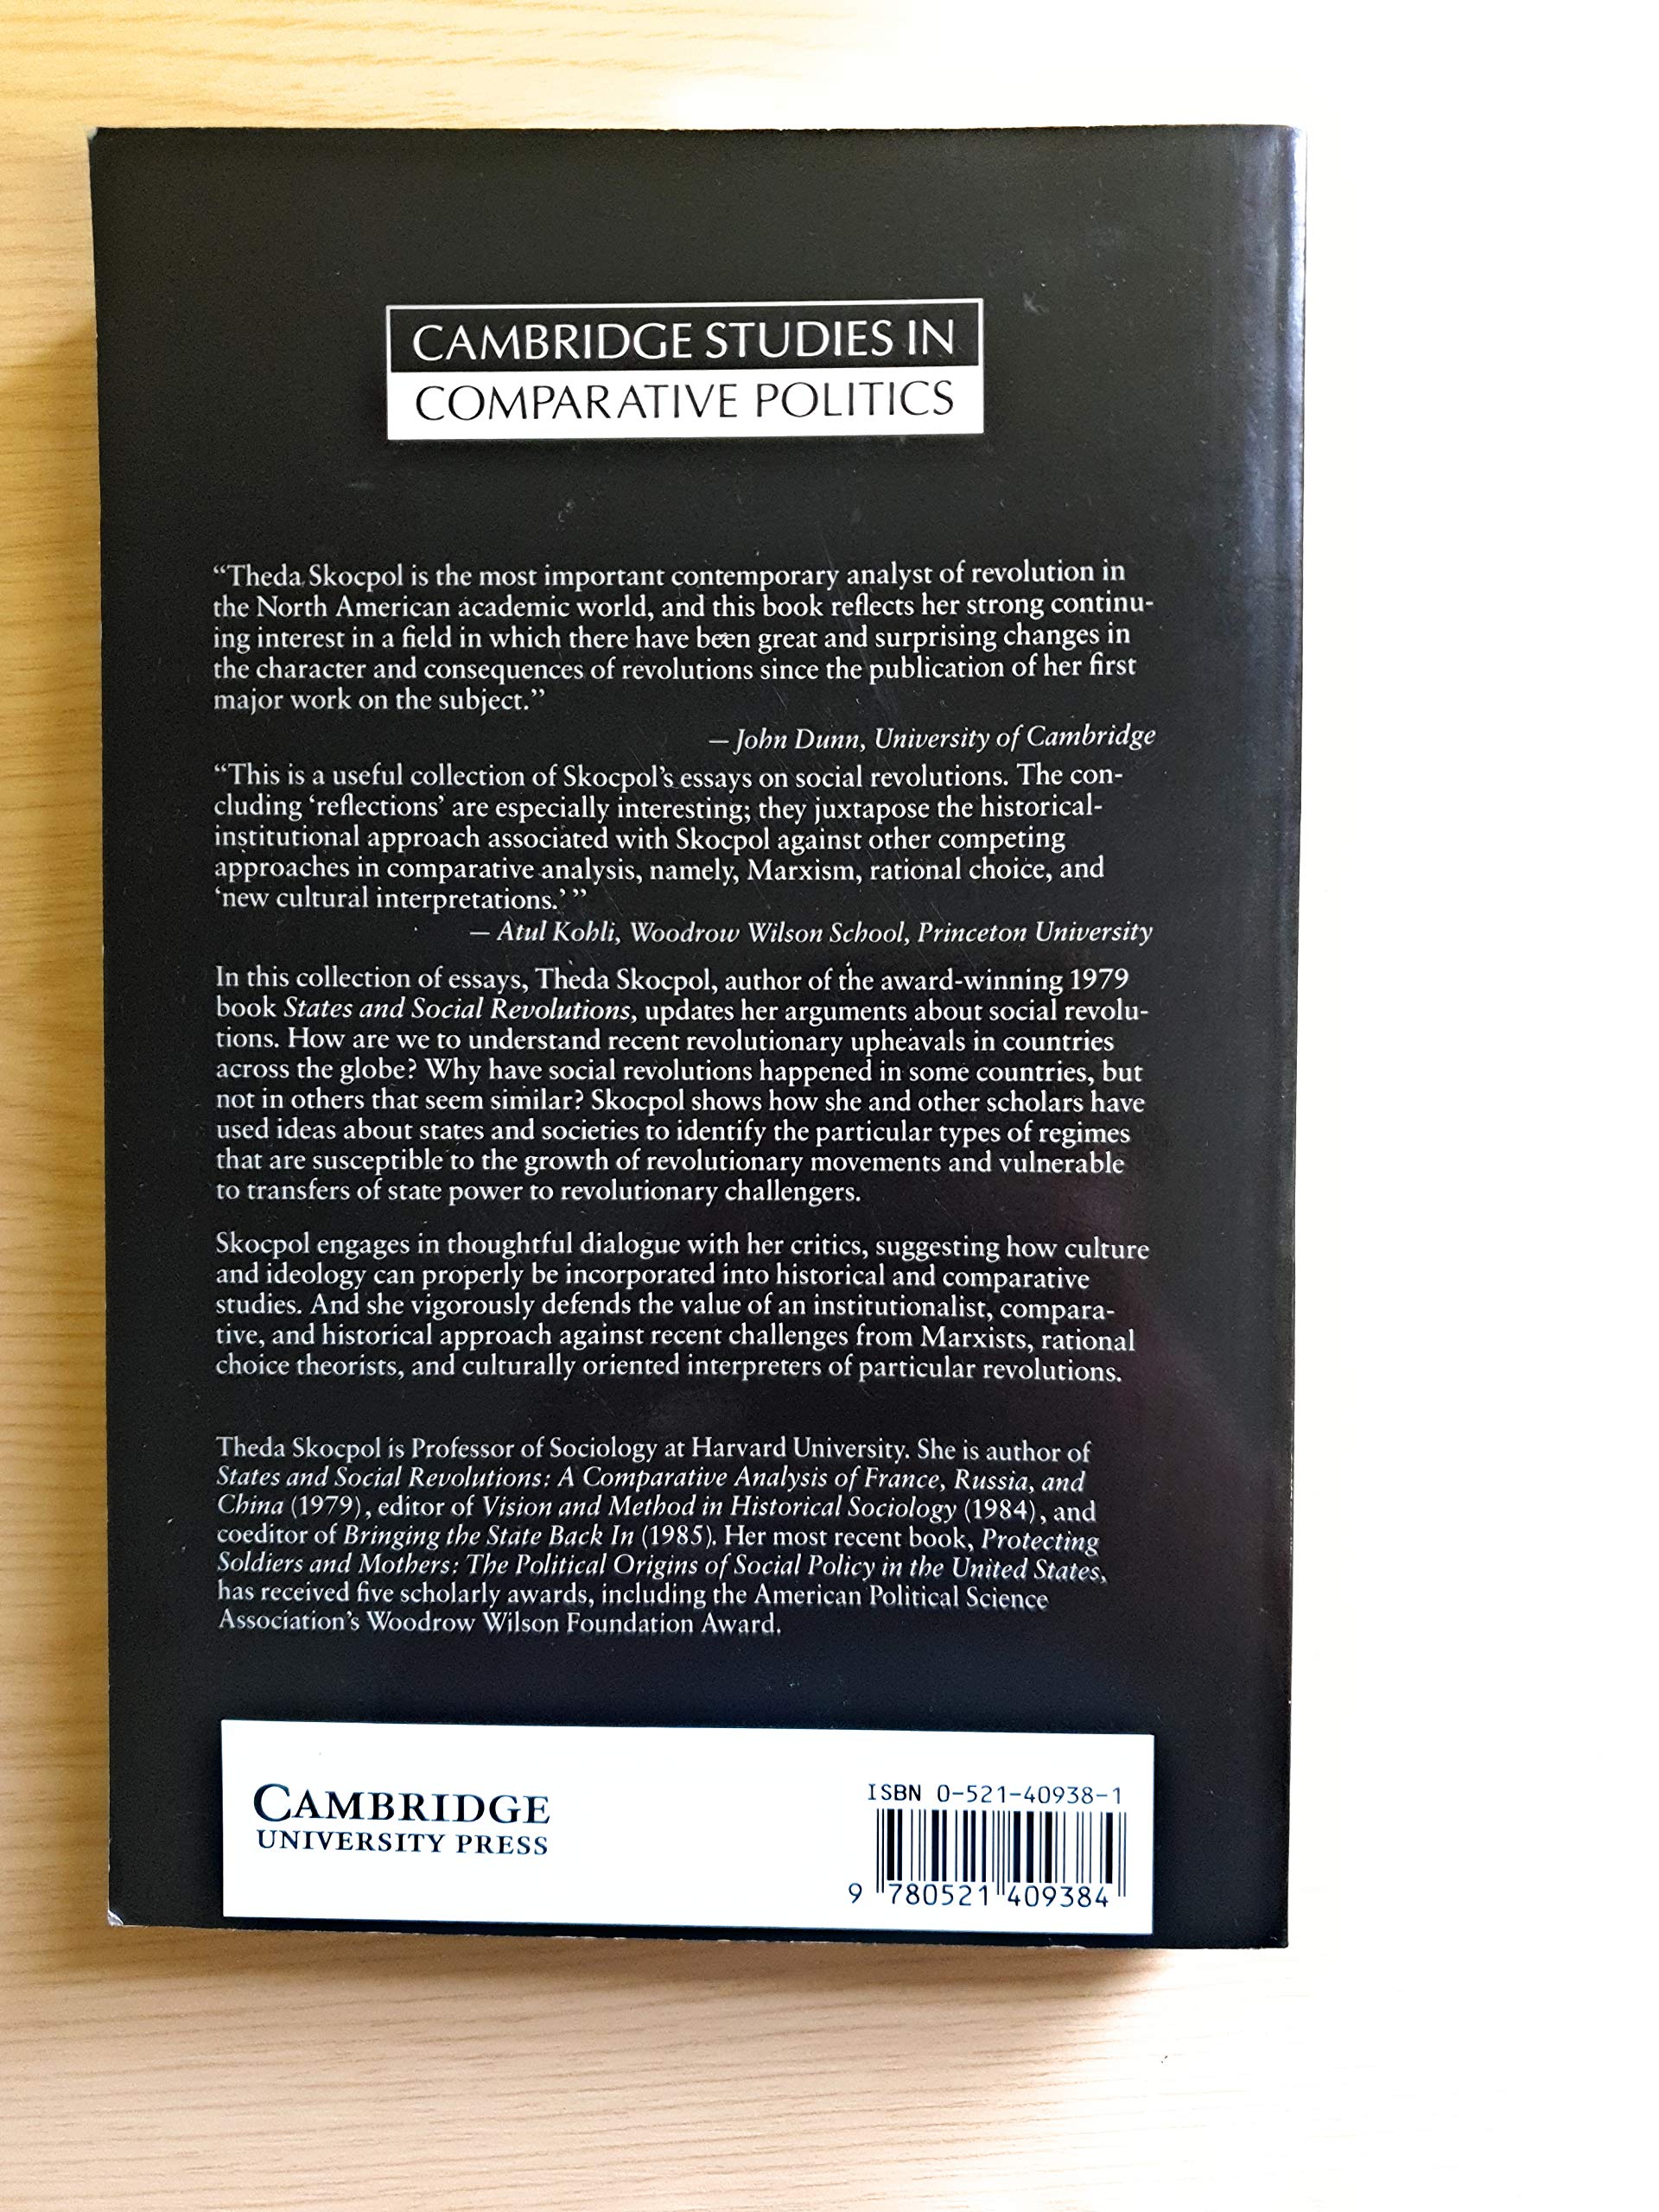 CAMBRIDGE STUDIES IN
COMPARATIVE POLITICS
“Theda Skocpol is the most important contemporary analyst of revolution in
the North American academic world, and this book reflects her strong continu-
ing interest in a field in which there have been great and surprising changes in
the character and consequences of revolutions since the publication of her first
major work on the subject.”
— John Dunn, University of Cambridge
“This is a useful collection of Skocpol’s essays on social revolutions. The con-
cluding ‘reflections’ are especially interesting; they juxtapose the historical-
institutional approach associated with Skocpol against other competing
approaches in comparative analysis, namely, Marxism, rational choice, and
‘new cultural interpretations.’ ”
— Atul Kohli, Woodrow Wilson School, Princeton University
In this collection of essays, Theda Skocpol, author of the award-winning 1979
book States and Social Revolutions, updates her arguments about social revolu-
tions. How are we to understand recent revolutionary upheavals in countries
across the globe? Why have social revolutions happened in some countries, but
not in others that seem similar? Skocpol shows how she and other scholars have
used ideas about states and societies to identify the particular types of regimes
that are susceptible to the growth of revolutionary movements and vulnerable
to transfers of state power to revolutionary challengers.
Skocpol engages in thoughtful dialogue with her critics, suggesting how culture
and ideology can properly be incorporated into historical and comparative
studies. And she vigorously defends the value of an institutionalist, compara-
tive, and historical approach against recent challenges from Marxists, rational
choice theorists, and culturally oriented interpreters of particular revolutions.
Theda Skocpol is Professor of Sociology at Harvard University. She is author of
States and Social Revolutions: A Comparative Analysis of France, Russia, and
China (1979), editor of Vision and Method in Historical Sociology (1984), and
coeditor of Bringing the State Back In (1985). Her most recent book, Protecting
Soldiers and Mothers: The Political Origins of Social Policy in the United States,
has received five scholarly awards, including the American Political Science
Association’s Woodrow Wilson Foundation Award.
CAMBRIDGE
UNIVERSITY PRESS
ISBN 0-521-40938-1
9 780521 409384